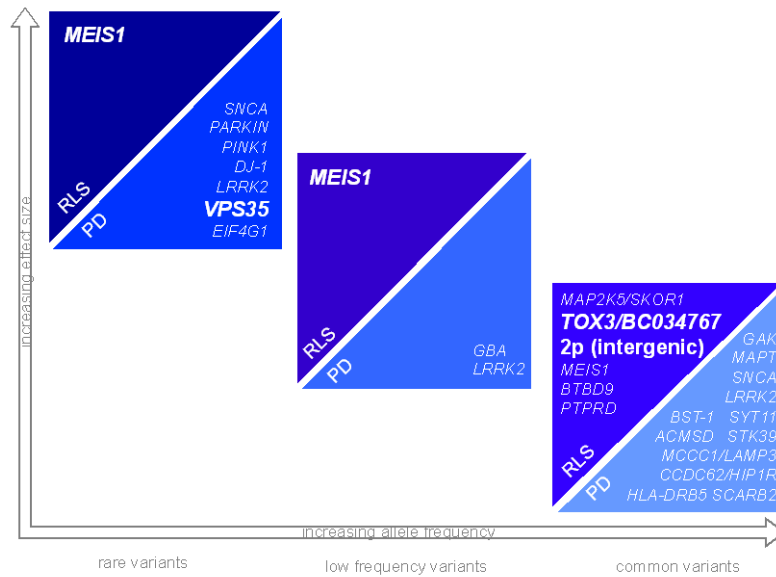 MEIS1
SNCA
PARKIN
PINK1
DJ-1
LRRK2
VPS35
EIF4G1
RLS
PD
MEIS1
GBA
LRRK2
RLS
PD
MAP2K5/SKOR1
TOX3/BC034767
2p (intergenic)
MEIS1
BTBD9
PTPRD
GAK
MAPT
SNCA
LRRK2
BST-1 SYT11
ACMSD STK39
MCCC1/LAMP3
CCDC62/HIP1R
HLA-DRB5 SCARB2
RLS
PD
increasing effect size
increasing allele frequency
rare variants
low frequency variants
common variants